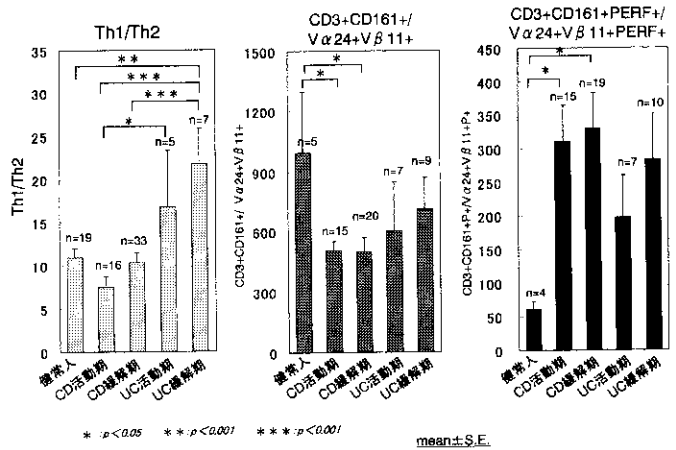 Th1/Th2
CD3+CD161+/
Vα24+Vβ11+
CD3+CD161+PERF+/
Vα24+Vβ11+PERF+
Th1/Th2
35
30
25
20
15
10
5
0
**
***
***
*
n=19
n=16
n=33
n=5
n=7
健常人
CD活動期
CD緩解期
UC活動期
UC緩解期
CD3+CD161+/ Vα24+Vβ11+
1500
1200
900
600
300
0
*
*
n=5
n=15
n=20
n=7
n=9
健常人
CD活動期
CD緩解期
UC活動期
UC緩解期
CD3+CD161+P+/Vα24+Vβ11+P+
450
400
350
300
250
200
150
100
50
0
*
*
n=4
n=15
n=19
n=7
n=10
健常人
CD活動期
CD緩解期
UC活動期
UC緩解期
* :p<0.05 ** :p<0.001 *** :p<0.001
mean±S.E.